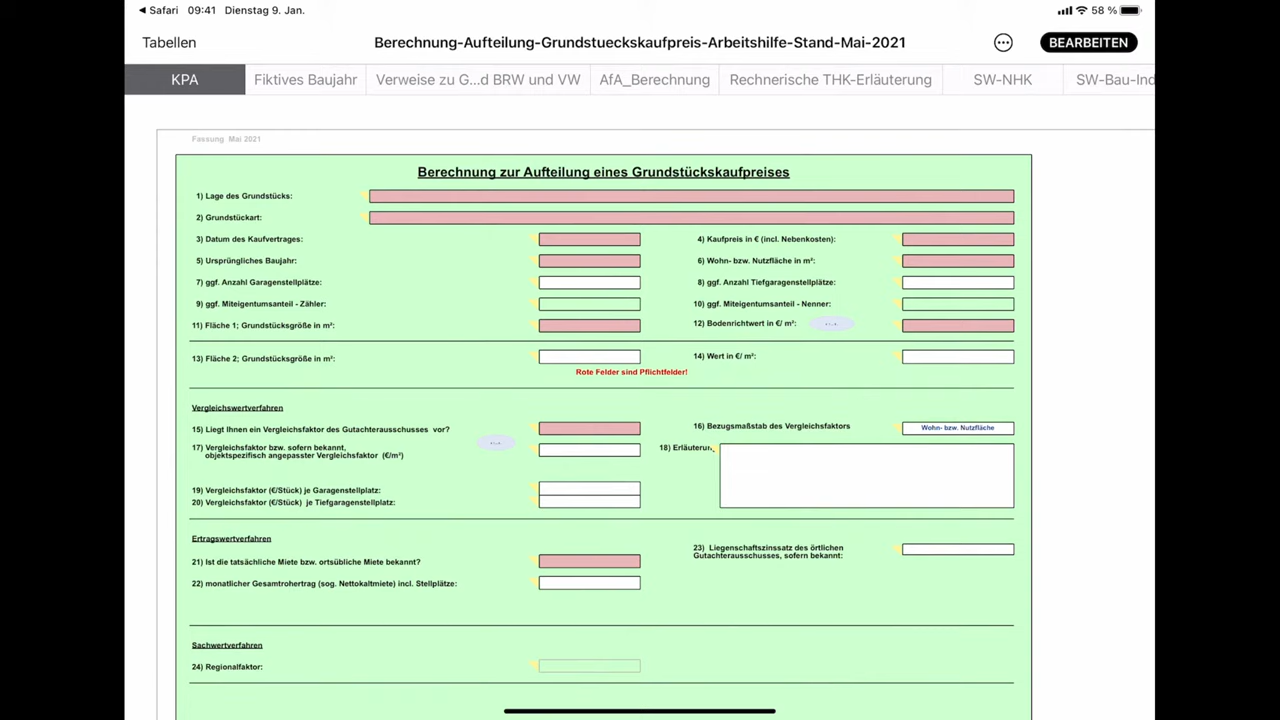 Safari 09:41 Dienstag 9. Jan. 58 %
Tabellen Berechnung-Aufteilung-Grundstueckskaufpreis-Arbeitshilfe-Stand-Mai-2021 BEARBEITEN
KPA Fiktives Baujahr Verweise zu G...d BRW und VW AfA_Berechnung Rechnerische THK-Erläuterung SW-NHK SW-Bau-Ind
Fassung Mai 2021
Berechnung zur Aufteilung eines Grundstückskaufpreises
1) Lage des Grundstücks:
2) Grundstückart:
3) Datum des Kaufvertrages: 4) Kaufpreis in € (incl. Nebenkosten):
5) Ursprüngliches Baujahr: 6) Wohn- bzw. Nutzfläche in m²:
7) ggf. Anzahl Garagenstellplätze: 8) ggf. Anzahl Tiefgaragenstellplätze:
9) ggf. Miteigentumsanteil - Zähler: 10) ggf. Miteigentumsanteil - Nenner:
11) Fläche 1; Grundstücksgröße in m²: 12) Bodenrichtwert in €/ m²:
13) Fläche 2; Grundstücksgröße in m²: 14) Wert in €/ m²:
Rote Felder sind Pflichtfelder!
Vergleichswertverfahren
15) Liegt Ihnen ein Vergleichsfaktor des Gutachterausschusses vor? 16) Bezugsmaßstab des Vergleichsfaktors Wohn- bzw. Nutzfläche
17) Vergleichsfaktor bzw. sofern bekannt, 18) Erläuterun
objektspezifisch angepasster Vergleichsfaktor (€/m²)
19) Vergleichsfaktor (€/Stück) je Garagenstellplatz:
20) Vergleichsfaktor (€/Stück) je Tiefgaragenstellplatz:
Ertragswertverfahren
23) Liegenschaftszinssatz des örtlichen
Gutachterausschusses, sofern bekannt:
21) Ist die tatsächliche Miete bzw. ortsübliche Miete bekannt?
22) monatlicher Gesamtrohertrag (sog. Nettokaltmiete) incl. Stellplätze:
Sachwertverfahren
24) Regionalfaktor: